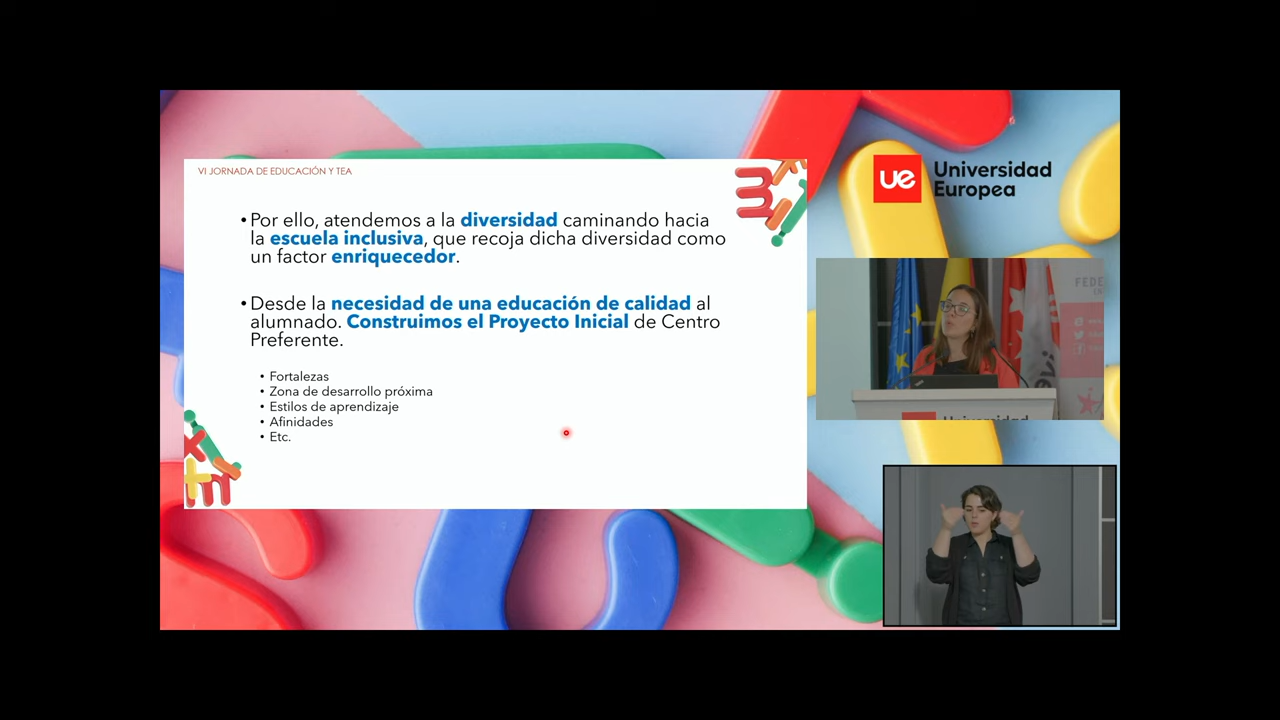 VI JORNADA DE EDUCACIÓN Y TEA
• Por ello, atendemos a la diversidad caminando hacia
la escuela inclusiva, que recoja dicha diversidad como
un factor enriquecedor.
• Desde la necesidad de una educación de calidad al
alumnado. Construimos el Proyecto Inicial de Centro
Preferente.
• Fortalezas
• Zona de desarrollo próxima
• Estilos de aprendizaje
• Afinidades
• Etc.
ue Universidad
Europea
FEDE
Universidad